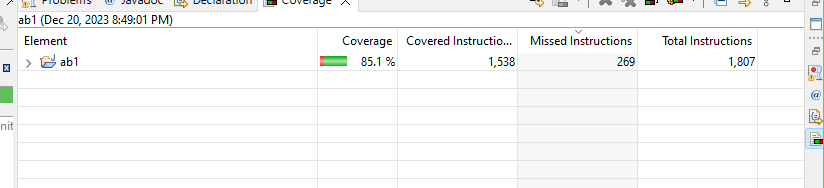 Problems @ Javadoc Declaration Coverage X
ab1 (Dec 20, 2023 8:49:01 PM)
Element Coverage Covered Instructio... Missed Instructions Total Instructions
ab1 85.1 % 1,538 269 1,807
@
nit